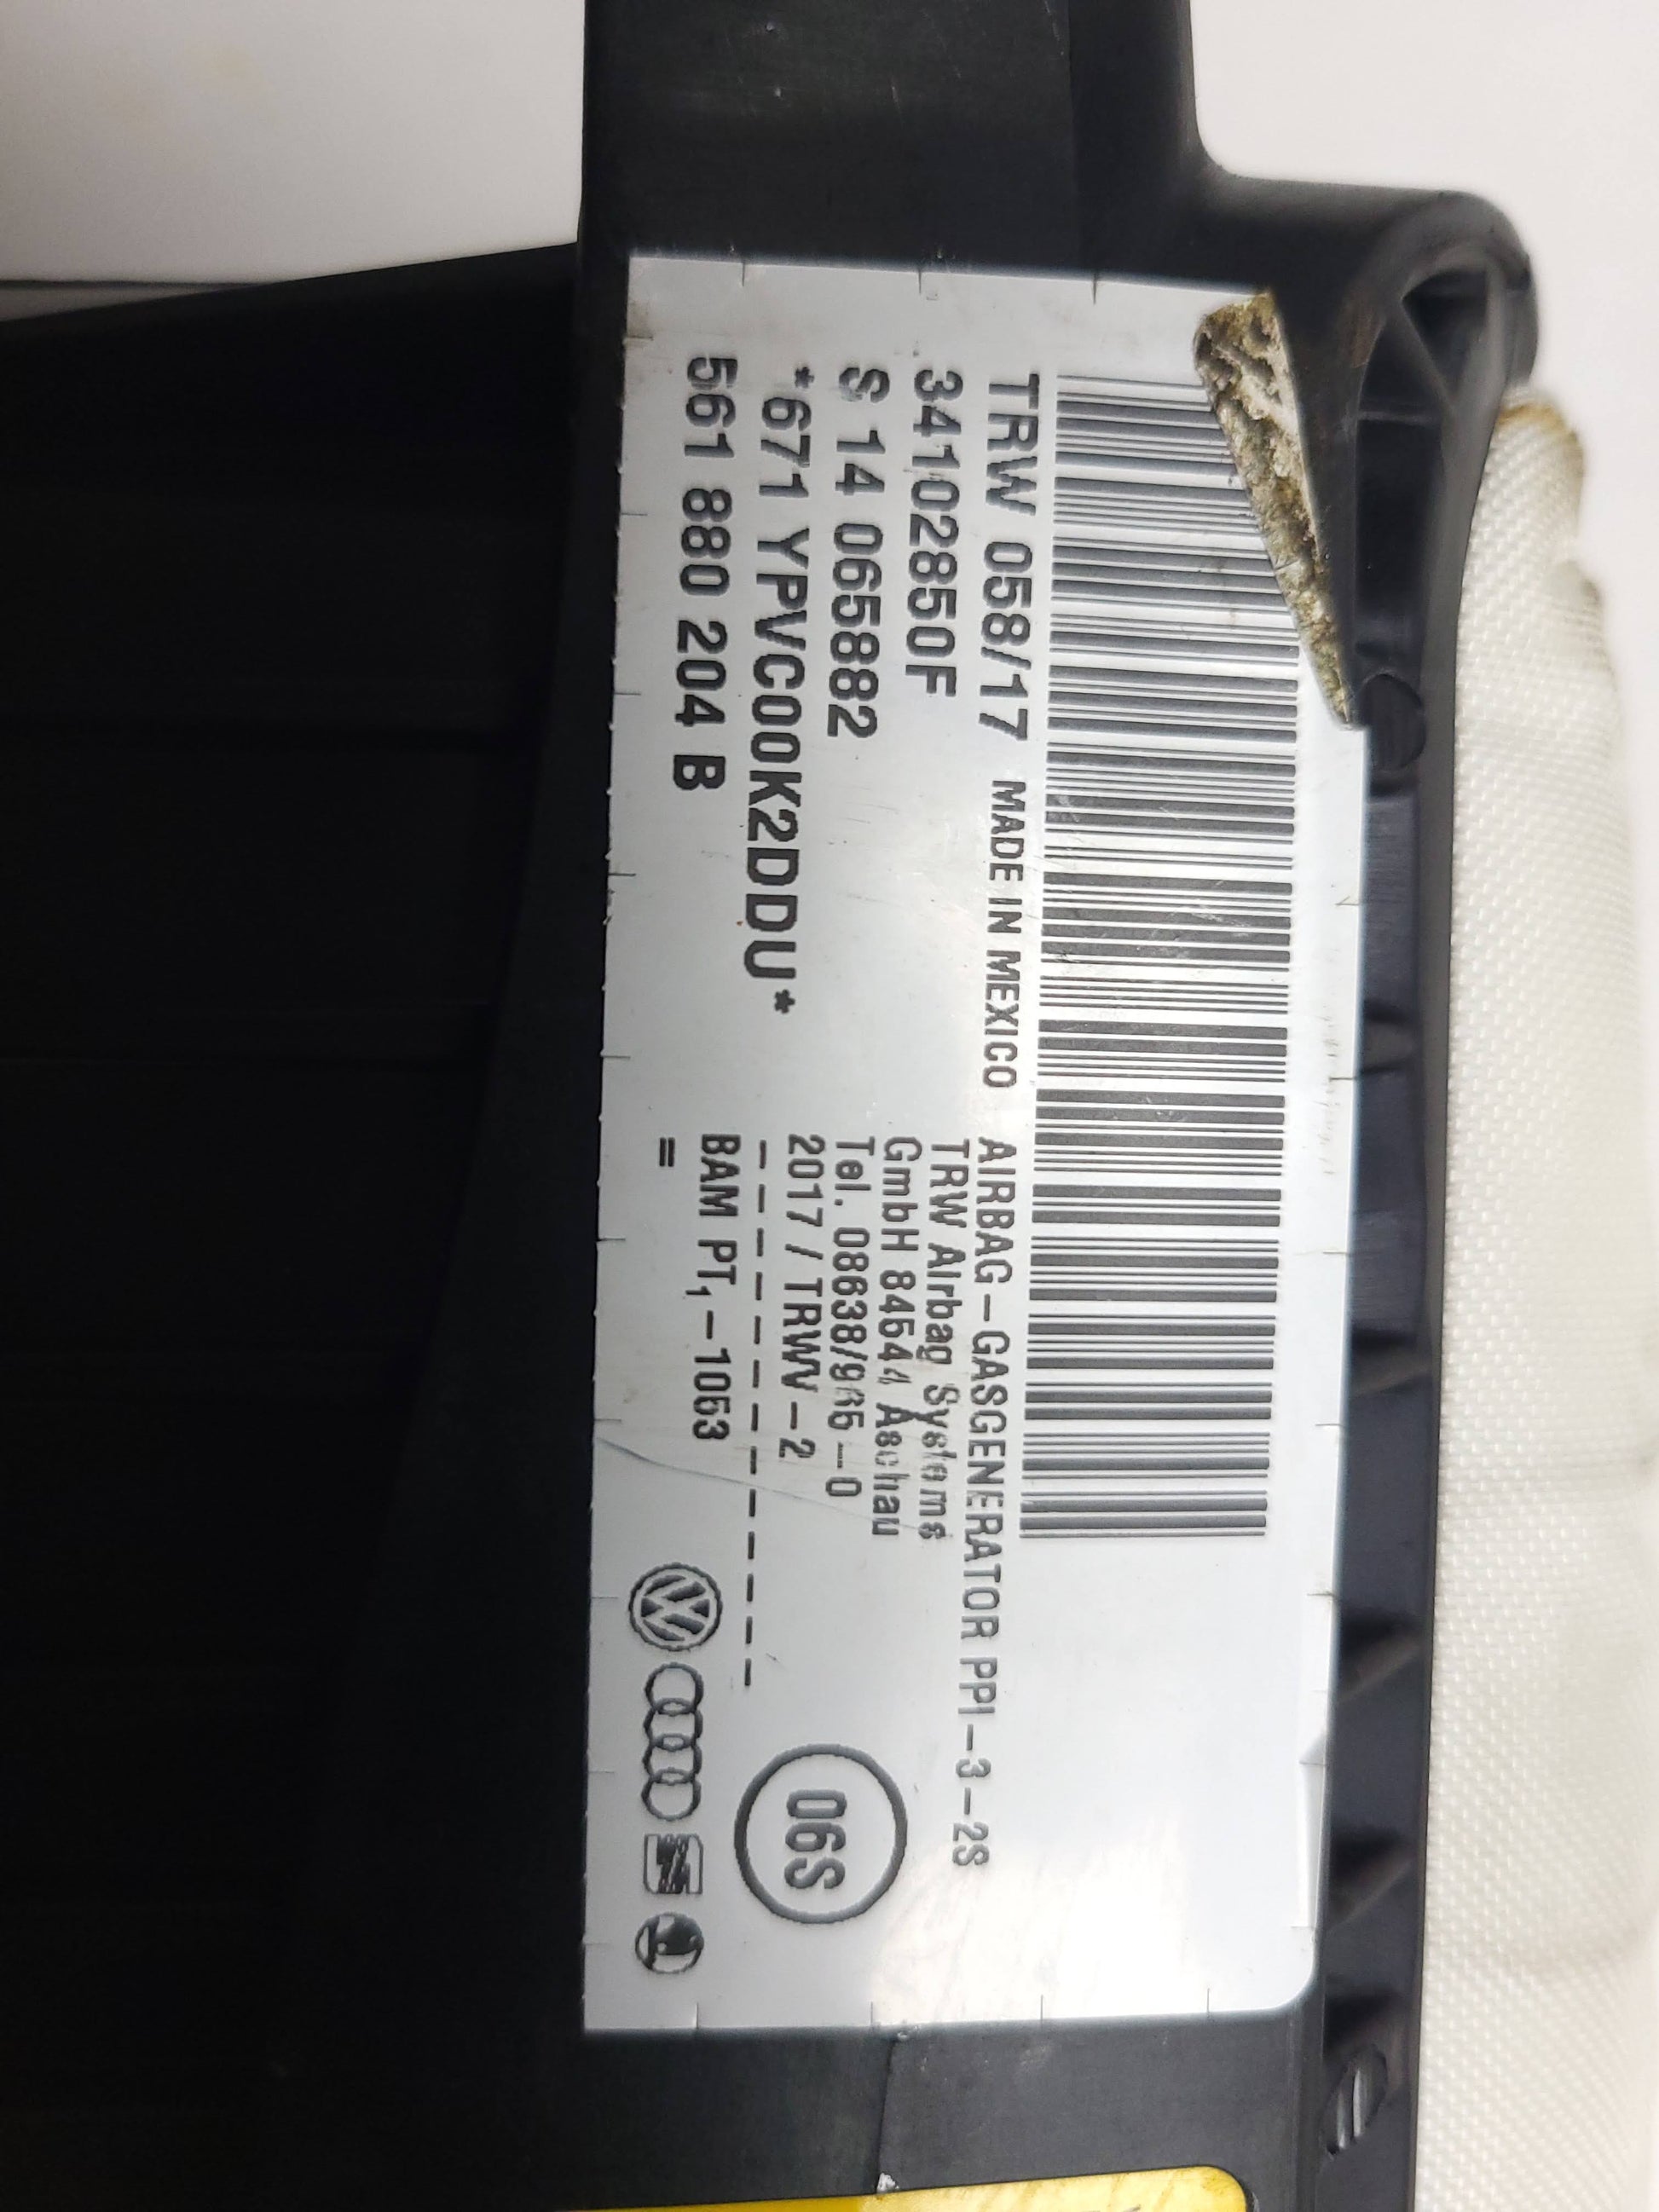 TRW 058/17 MADE IN MEXICO
34102850F
S 14 065882
*671 YPVC00K2DDU*
561 880 204 B
AIRBAG-GASGENERATOR PPI-3-2S
TRW Airbag Systems
GmbH 84544 Aschau
Tel. 08638/965-0
2017 / TRWV-2
----------------
BAM PT₁-1053
=
06S